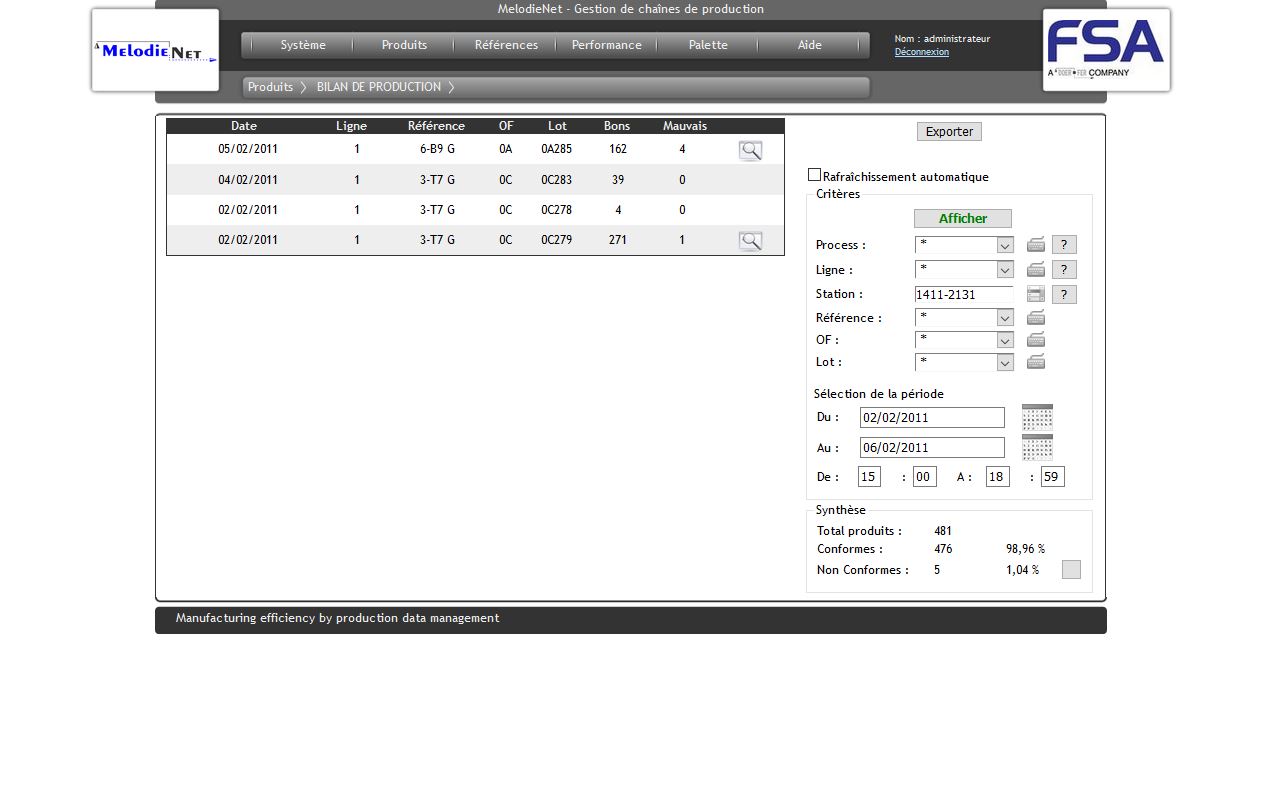 MelodieNet - Gestion de chaînes de production
MELODIE NET
Système Produits Références Performance Palette Aide
Nom : administrateur
Déconnexion
FSA
COMPANY
Produits BILAN DE PRODUCTION
Date Ligne Référence OF Lot Bons Mauvais
05/02/2011 1 6-B9 G 0A 0A285 162 4
04/02/2011 1 3-T7 G 0C 0C283 39 0
02/02/2011 1 3-T7 G 0C 0C278 4 0
02/02/2011 1 3-T7 G 0C 0C279 271 1
Exporter
Rafraîchissement automatique
Critères
Afficher
Process : * ?
Ligne : * ?
Station : 1411-2131 ?
Référence : *
OF : *
Lot : *
Sélection de la période
Du : 02/02/2011
Au : 06/02/2011
De : 15 : 00 A : 18 : 59
Synthèse
Total produits : 481
Conformes : 476 98,96 %
Non Conformes : 5 1,04 %
Manufacturing efficiency by production data management